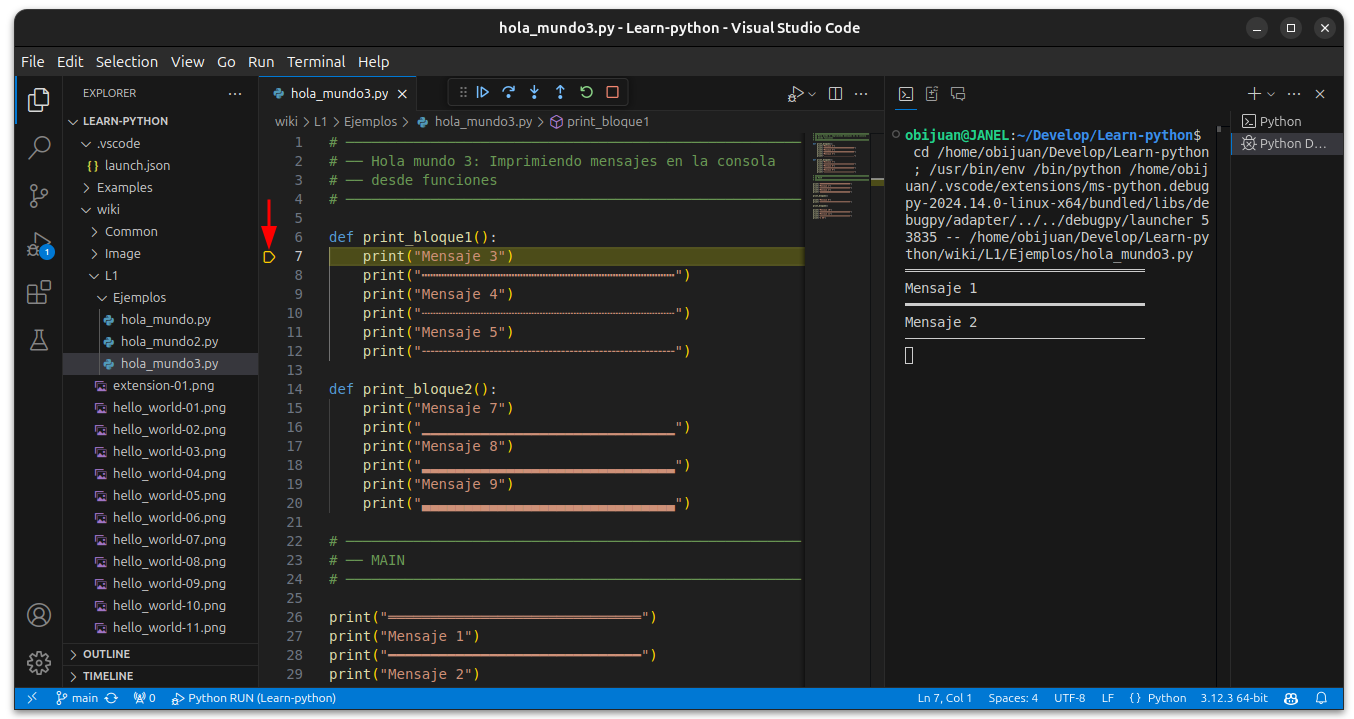 hola_mundo3.py - Learn-python - Visual Studio Code
File Edit Selection View Go Run Terminal Help
EXPLORER
LEARN-PYTHON
.vscode
{} launch.json
Examples
wiki
Common
Image
L1
Ejemplos
hola_mundo.py
hola_mundo2.py
hola_mundo3.py
extension-01.png
hello_world-01.png
hello_world-02.png
hello_world-03.png
hello_world-04.png
hello_world-05.png
hello_world-06.png
hello_world-07.png
hello_world-08.png
hello_world-09.png
hello_world-10.png
hello_world-11.png
OUTLINE
TIMELINE
1
hola_mundo3.py
wiki > L1 > Ejemplos > hola_mundo3.py > print_bloque1
1 # ──────────────────────────────
2 # ── Hola mundo 3: Imprimiendo mensajes en la consola
3 # ── desde funciones
4 # ──────────────────────────────
5
6 def print_bloque1():
7 print("Mensaje 3")
8 print("┅┅┅┅┅┅┅┅┅┅┅┅┅┅┅┅┅┅┅┅┅┅┅┅┅┅┅┅┅┅")
9 print("Mensaje 4")
10 print("┄┄┄┄┄┄┄┄┄┄┄┄┄┄┄┄┄┄┄┄┄┄┄┄┄┄┄┄┄┄")
11 print("Mensaje 5")
12 print("╌╌╌╌╌╌╌╌╌╌╌╌╌╌╌╌╌╌╌╌╌╌╌╌╌╌╌╌╌╌")
13
14 def print_bloque2():
15 print("Mensaje 7")
16 print("▁▁▁▁▁▁▁▁▁▁▁▁▁▁▁▁▁▁▁▁▁▁▁▁▁▁▁▁▁▁")
17 print("Mensaje 8")
18 print("▂▂▂▂▂▂▂▂▂▂▂▂▂▂▂▂▂▂▂▂▂▂▂▂▂▂▂▂▂▂")
19 print("Mensaje 9")
20 print("▃▃▃▃▃▃▃▃▃▃▃▃▃▃▃▃▃▃▃▃▃▃▃▃▃▃▃▃▃▃")
21
22 # ──────────────────────────────
23 # ── MAIN
24 # ──────────────────────────────
25
26 print("══════════════════════════════")
27 print("Mensaje 1")
28 print("━━━━━━━━━━━━━━━━━━━━━━━━━━━━━━")
29 print("Mensaje 2")
obijuan@JANEL:~/Develop/Learn-python$
cd /home/obijuan/Develop/Learn-python
; /usr/bin/env /bin/python /home/obij
uan/.vscode/extensions/ms-python.debug
py-2024.14.0-linux-x64/bundled/libs/de
bugpy/adapter/../../debugpy/launcher 5
3835 -- /home/obijuan/Develop/Learn-py
thon/wiki/L1/Ejemplos/hola_mundo3.py
══════════════════════════════
Mensaje 1
━━━━━━━━━━━━━━━━━━━━━━━━━━━━━━
Mensaje 2
──────────────────────────────
Python
Python D...
main 0 Python RUN (Learn-python) Ln 7, Col 1 Spaces: 4 UTF-8 LF {} Python 3.12.3 64-bit